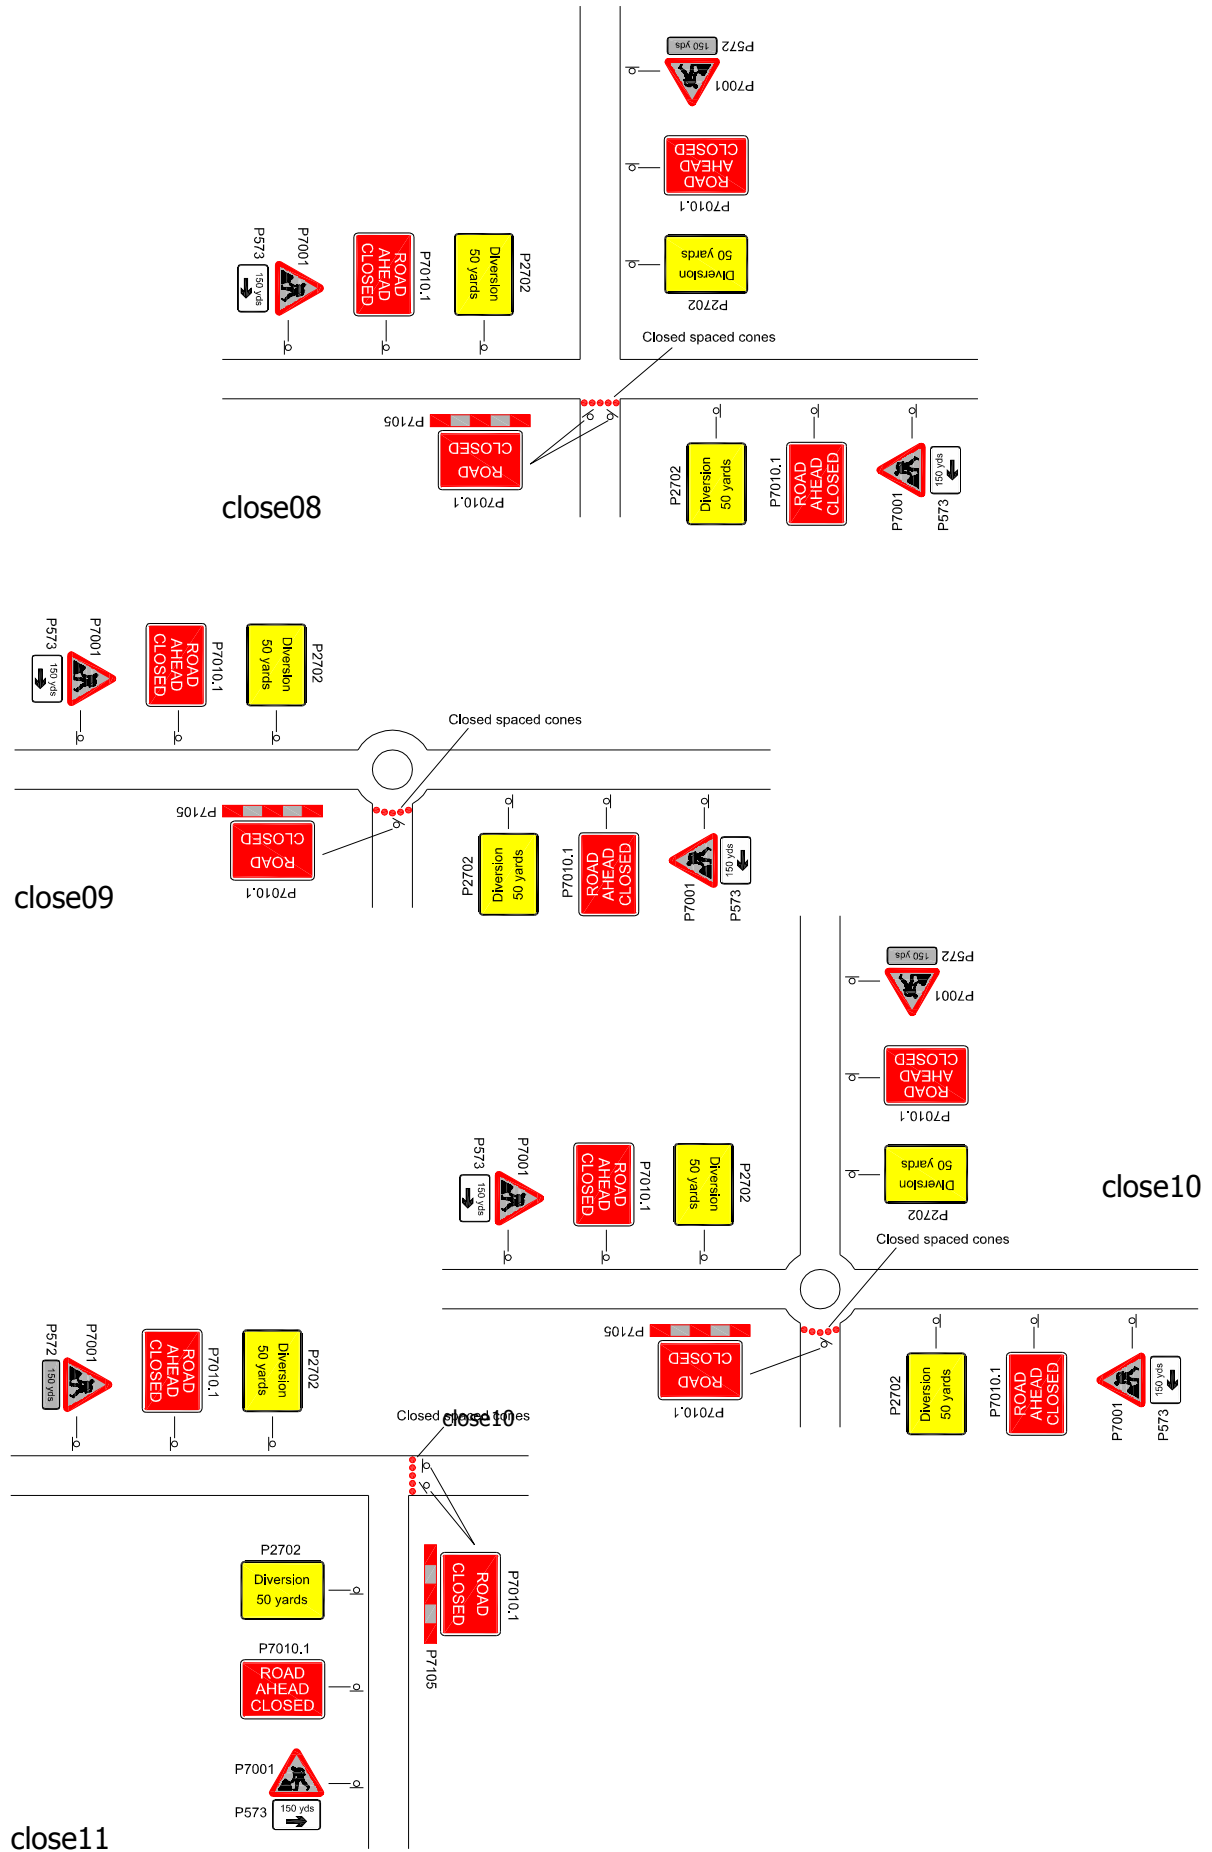 150 yds
P572
P7001
ROAD
AHEAD
CLOSED
P7010.1
Diversion
50 yards
P2702
P573
150 yds
P7001
ROAD
AHEAD
CLOSED
P7010.1
Diversion
50 yards
P2702
Closed spaced cones
P7105
ROAD
CLOSED
P7010.1
P2702
Diversion
50 yards
P7010.1
ROAD
AHEAD
CLOSED
P7001
150 yds
P573
close08
P573
150 yds
P7001
ROAD
AHEAD
CLOSED
P7010.1
Diversion
50 yards
P2702
Closed spaced cones
P7105
ROAD
CLOSED
P7010.1
P2702
Diversion
50 yards
P7010.1
ROAD
AHEAD
CLOSED
P7001
150 yds
P573
close09
150 yds
P572
P7001
ROAD
AHEAD
CLOSED
P7010.1
Diversion
50 yards
P2702
P573
150 yds
P7001
ROAD
AHEAD
CLOSED
P7010.1
Diversion
50 yards
P2702
close10
Closed spaced cones
P7105
ROAD
CLOSED
P7010.1
P2702
Diversion
50 yards
P7010.1
ROAD
AHEAD
CLOSED
P7001
150 yds
P573
P572
150 yds
P7001
ROAD
AHEAD
CLOSED
P7010.1
Diversion
50 yards
P2702
Closed spaced cones
close10
P2702
Diversion
50 yards
ROAD
CLOSED
P7010.1
P7105
P7010.1
ROAD
AHEAD
CLOSED
P7001
P573
150 yds
close11